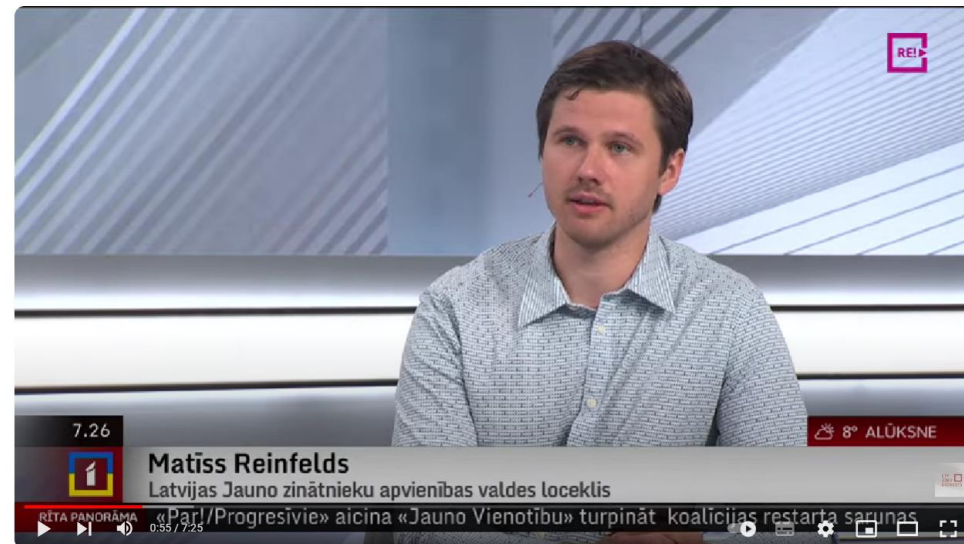 RE!
7.26
8° ALŪKSNE
1
Matīss Reinfelds
Latvijas Jauno zinātnieku apvienības valdes loceklis
RĪTA PANORĀMA
«Par!/Progresīvie» aicina «Jauno Vienotību» turpināt koalīcijas restarta sarunas
0:55 / 7:25